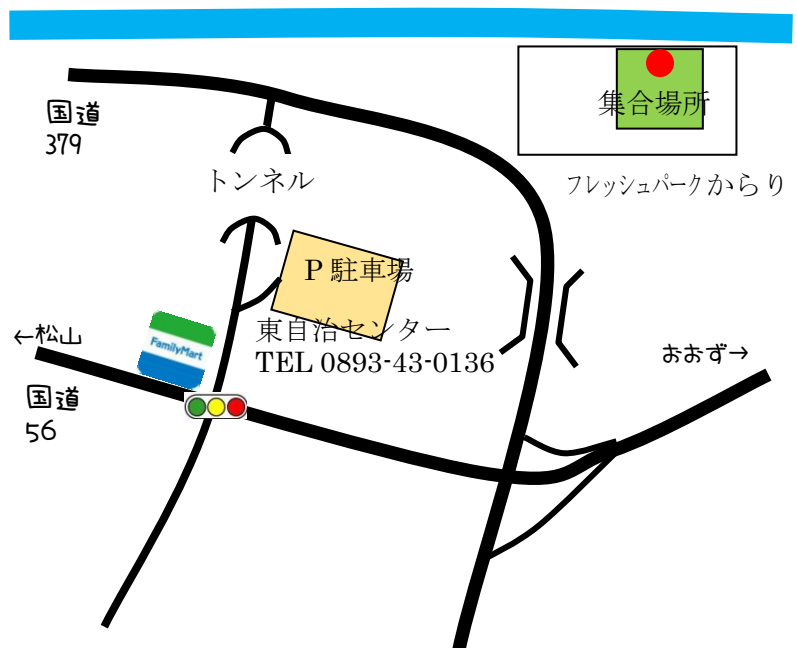 集合場所
国道
379
トンネル
フレッシュパークからり
P 駐車場
←松山
FamilyMart
東自治センター
TEL 0893-43-0136
おおず→
国道
56